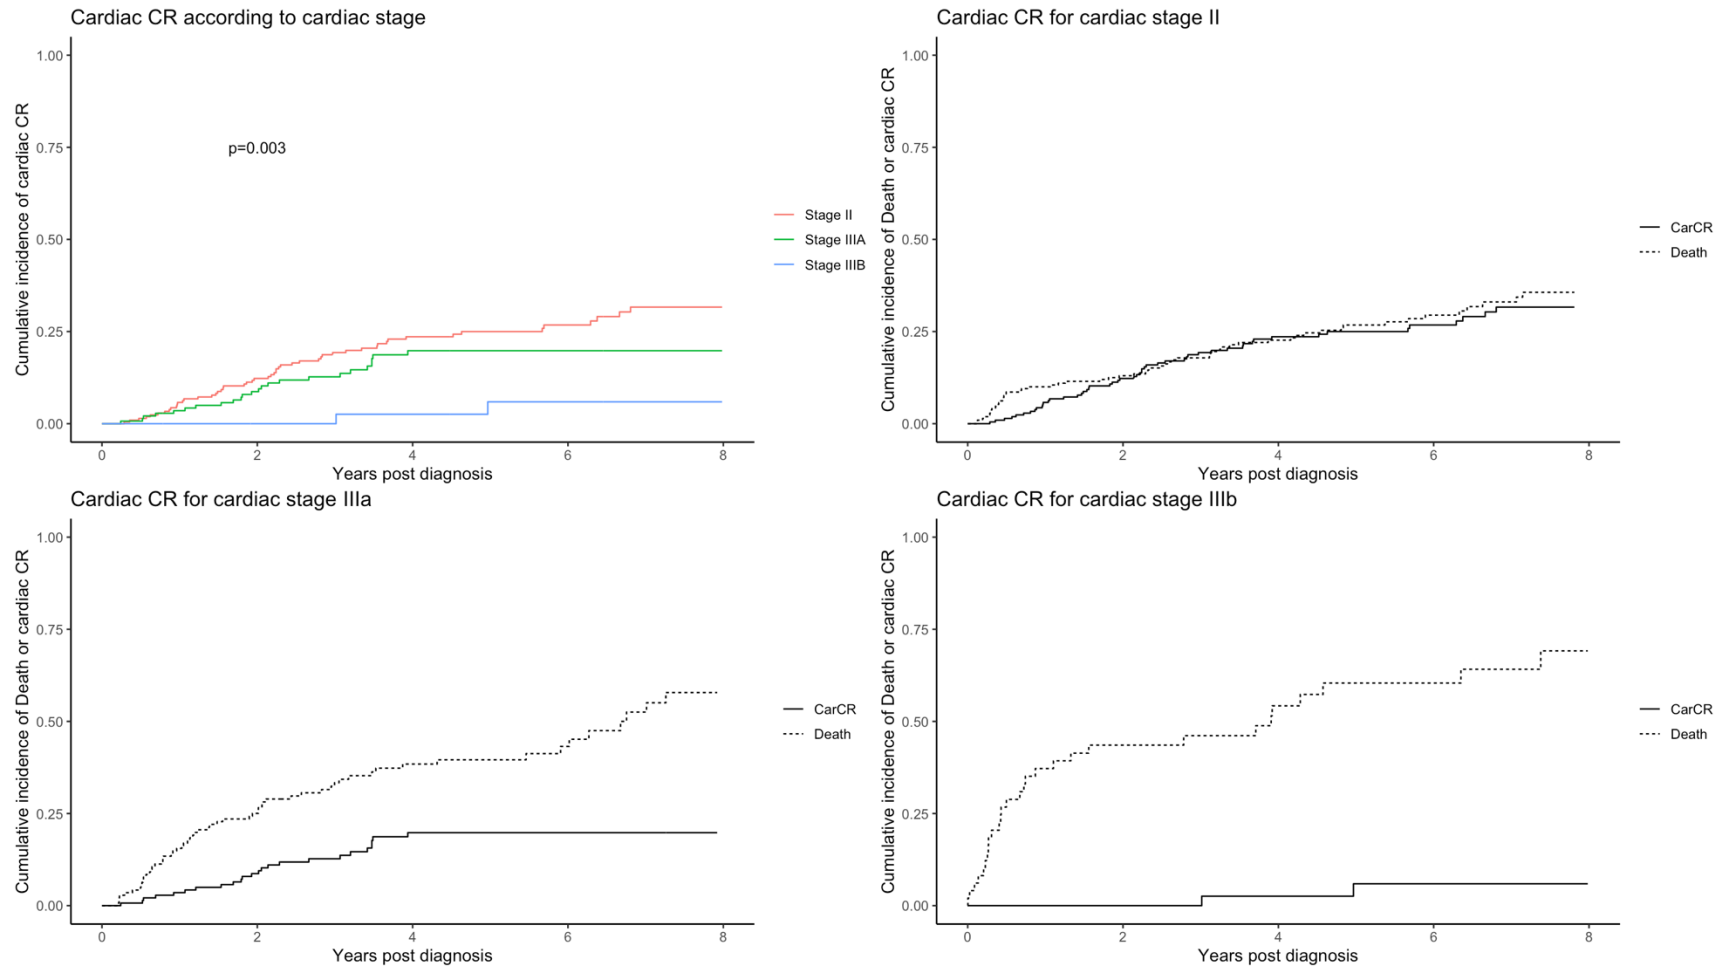 Cardiac CR according to cardiac stage
Cumulative incidence of cardiac CR
1.00
0.75
0.50
0.25
0.00
p=0.003
0 2 4 6 8
Years post diagnosis
Stage II
Stage IIIA
Stage IIIB
Cardiac CR for cardiac stage II
Cumulative incidence of Death or cardiac CR
1.00
0.75
0.50
0.25
0.00
0 2 4 6 8
Years post diagnosis
CarCR
Death
Cardiac CR for cardiac stage IIIa
Cumulative incidence of Death or cardiac CR
1.00
0.75
0.50
0.25
0.00
0 2 4 6 8
Years post diagnosis
CarCR
Death
Cardiac CR for cardiac stage IIIb
Cumulative incidence of Death or cardiac CR
1.00
0.75
0.50
0.25
0.00
0 2 4 6 8
Years post diagnosis
CarCR
Death